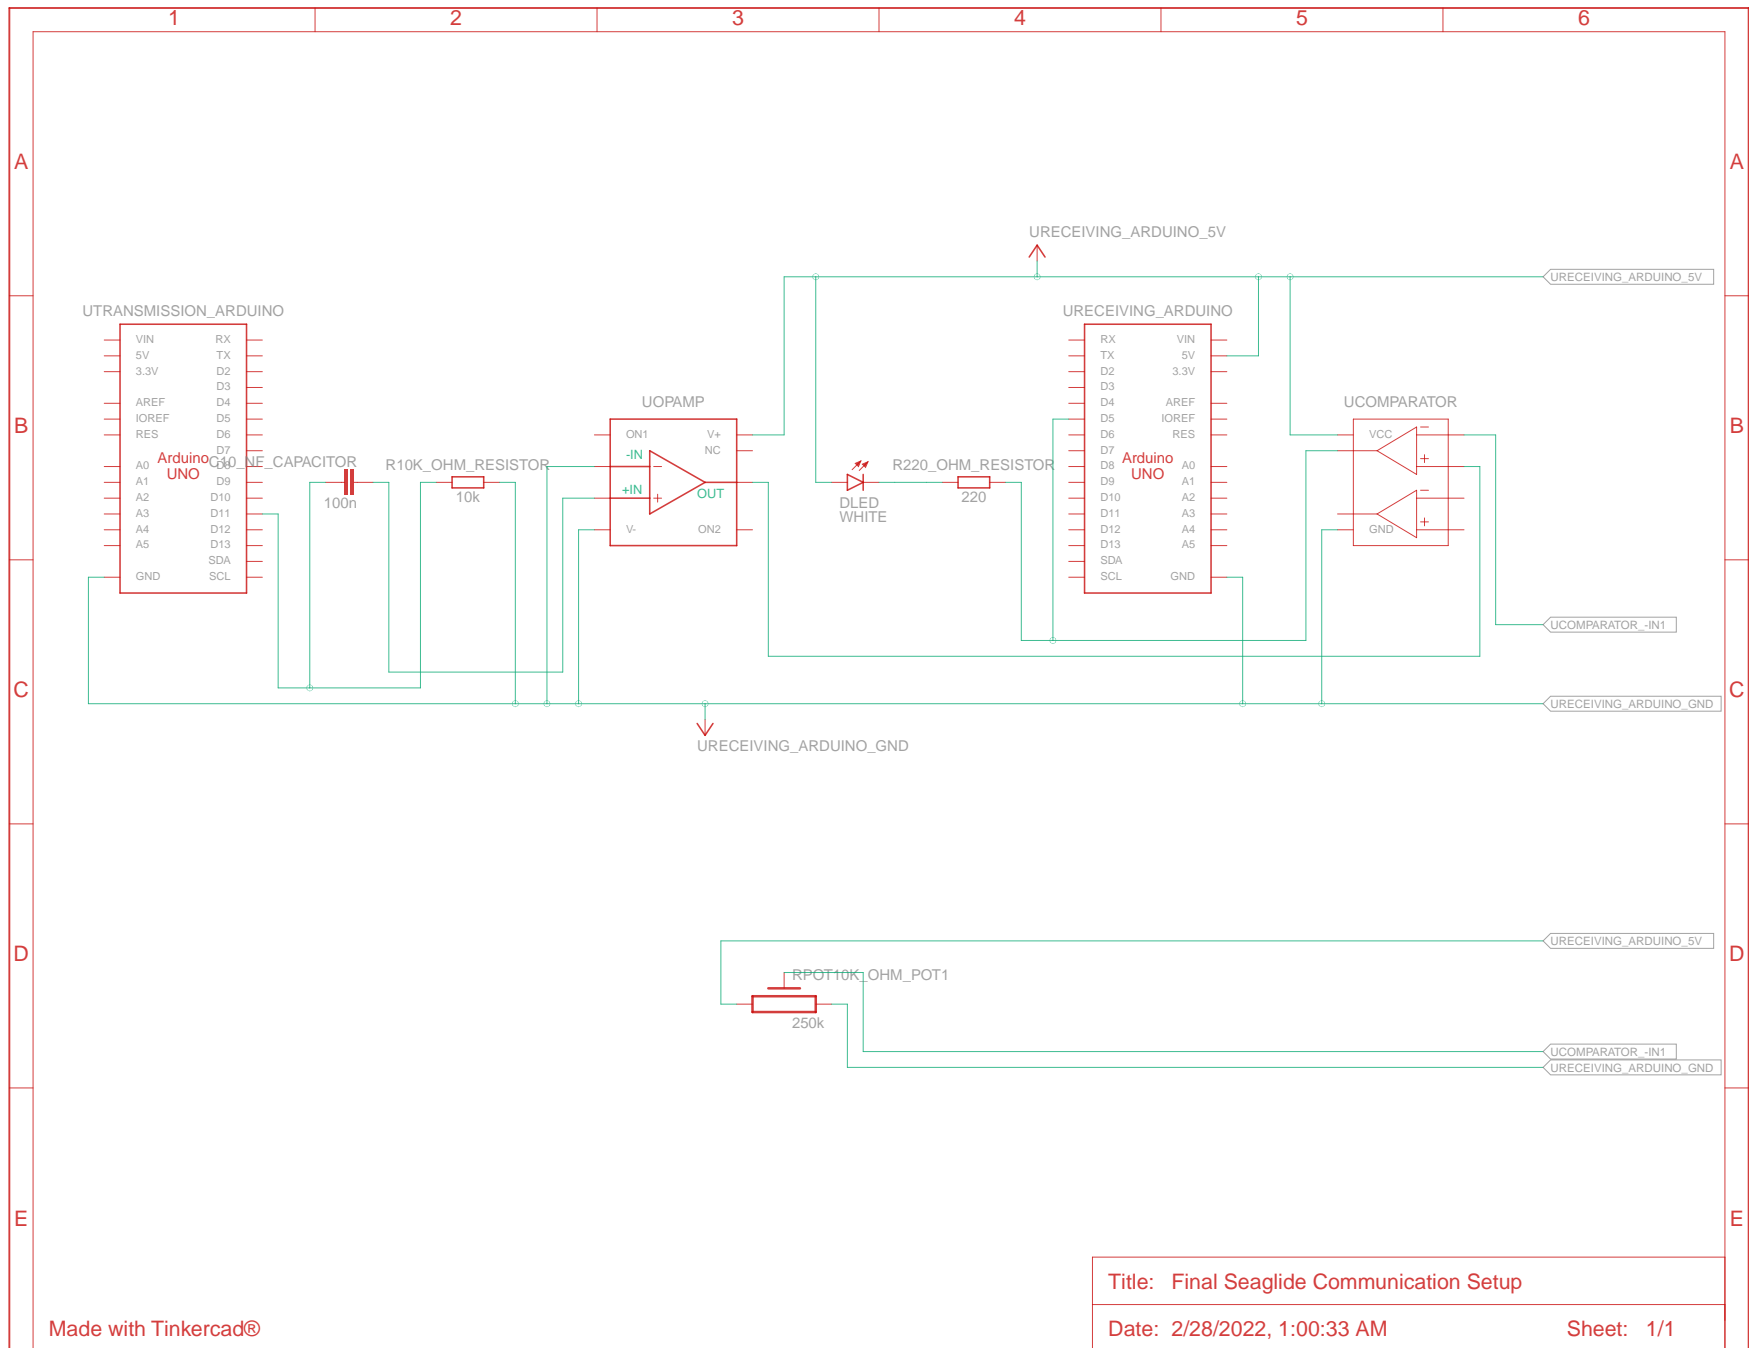 1 2 3 4 5 6
A A
URECEIVING_ARDUINO_5V
URECEIVING_ARDUINO_5V
UTRANSMISSION_ARDUINO
VIN RX
5V TX
3.3V D2
D3
AREF D4
IOREF D5
RES D6
D7
A0 D8
A1 D9
A2 D10
A3 D11
A4 D12
A5 D13
SDA
GND SCL
Arduino
UNO
C10_NF_CAPACITOR
100n
R10K_OHM_RESISTOR
10k
UOPAMP
ON1 V+
NC
-IN
+IN
OUT
V- ON2
DLED
WHITE
R220_OHM_RESISTOR
220
URECEIVING_ARDUINO
RX VIN
TX 5V
D2 3.3V
D3
D4 AREF
D5 IOREF
D6 RES
D7
D8 A0
D9 A1
D10 A2
D11 A3
D12 A4
D13 A5
SDA
SCL GND
Arduino
UNO
UCOMPARATOR
VCC
GND
B B
UCOMPARATOR_-IN1
C C
URECEIVING_ARDUINO_GND
URECEIVING_ARDUINO_GND
D D
URECEIVING_ARDUINO_5V
RPOT10K_OHM_POT1
250k
UCOMPARATOR_-IN1
URECEIVING_ARDUINO_GND
E E
Title: Final Seaglide Communication Setup
Made with Tinkercad®
Date: 2/28/2022, 1:00:33 AM Sheet: 1/1